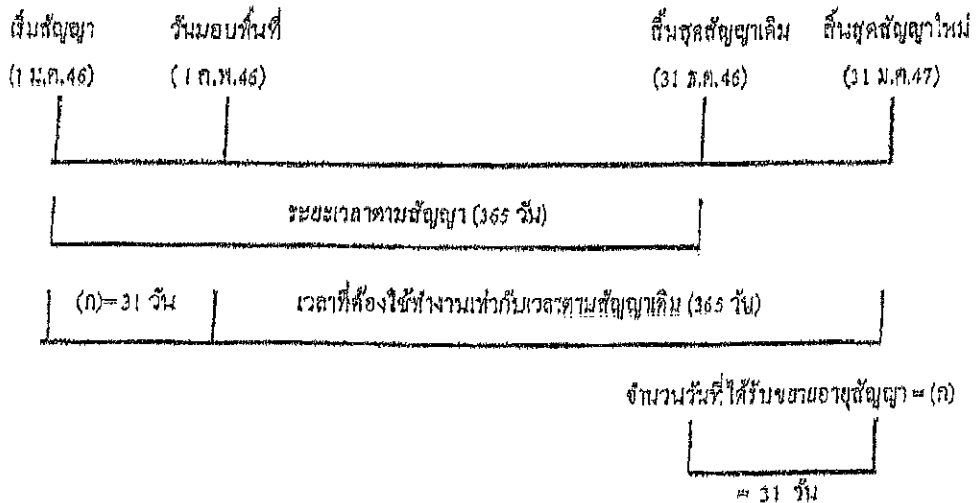 เริ่มสัญญา วันมอบพื้นที่ สิ้นสุดสัญญาเดิม สิ้นสุดสัญญาใหม่
(1 ม.ค.46) (1 ก.พ.46) (31 ธ.ค.46) (31 ม.ค.47)
ระยะเวลาตามสัญญา (365 วัน)
(ก)=31 วัน เวลาที่ต้องใช้ทำงานเท่ากับเวลาตามสัญญาเดิม (365 วัน)
จำนวนวันที่ได้รับขยายอายุสัญญา = (ก)
= 31 วัน